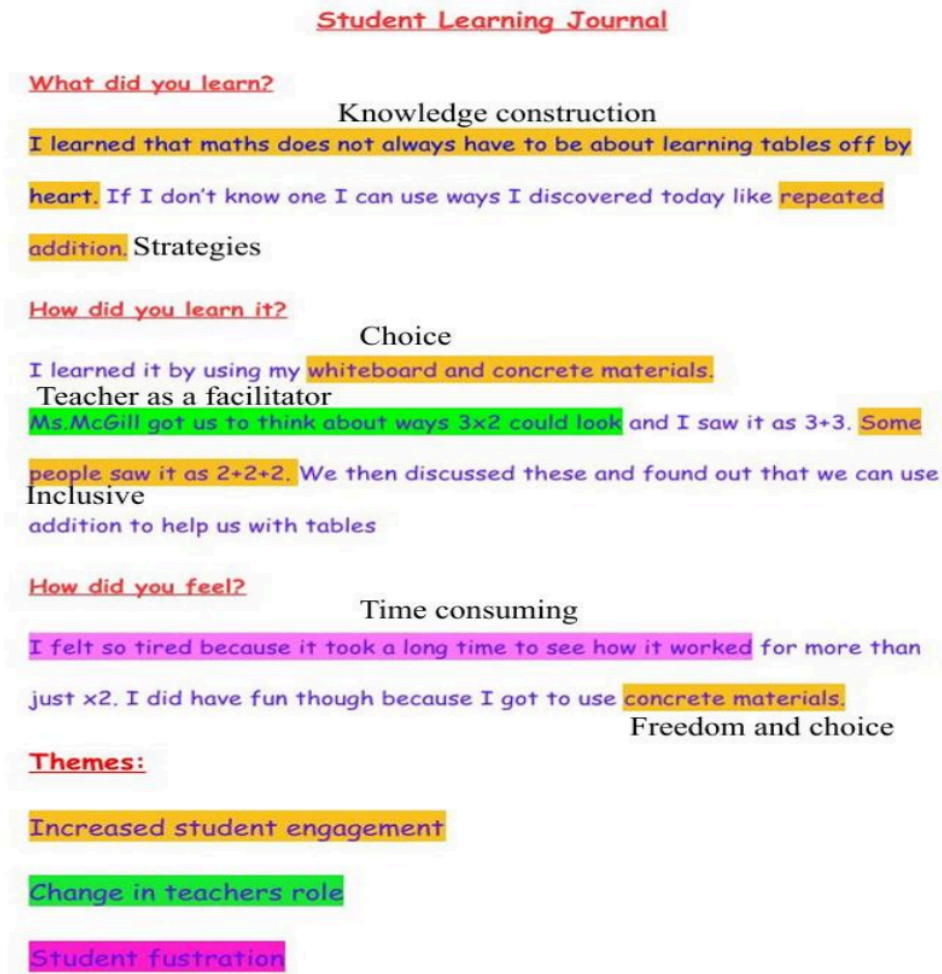 Student Learning Journal
What did you learn?
Knowledge construction
I learned that maths does not always have to be about learning tables off by
heart. If I don't know one I can use ways I discovered today like repeated
addition. Strategies
How did you learn it?
Choice
I learned it by using my whiteboard and concrete materials.
Teacher as a facilitator
Ms.McGill got us to think about ways 3x2 could look and I saw it as 3+3. Some
people saw it as 2+2+2. We then discussed these and found out that we can use
Inclusive
addition to help us with tables
How did you feel?
Time consuming
I felt so tired because it took a long time to see how it worked for more than
just x2. I did have fun though because I got to use concrete materials.
Freedom and choice
Themes:
Increased student engagement
Change in teachers role
Student fustration